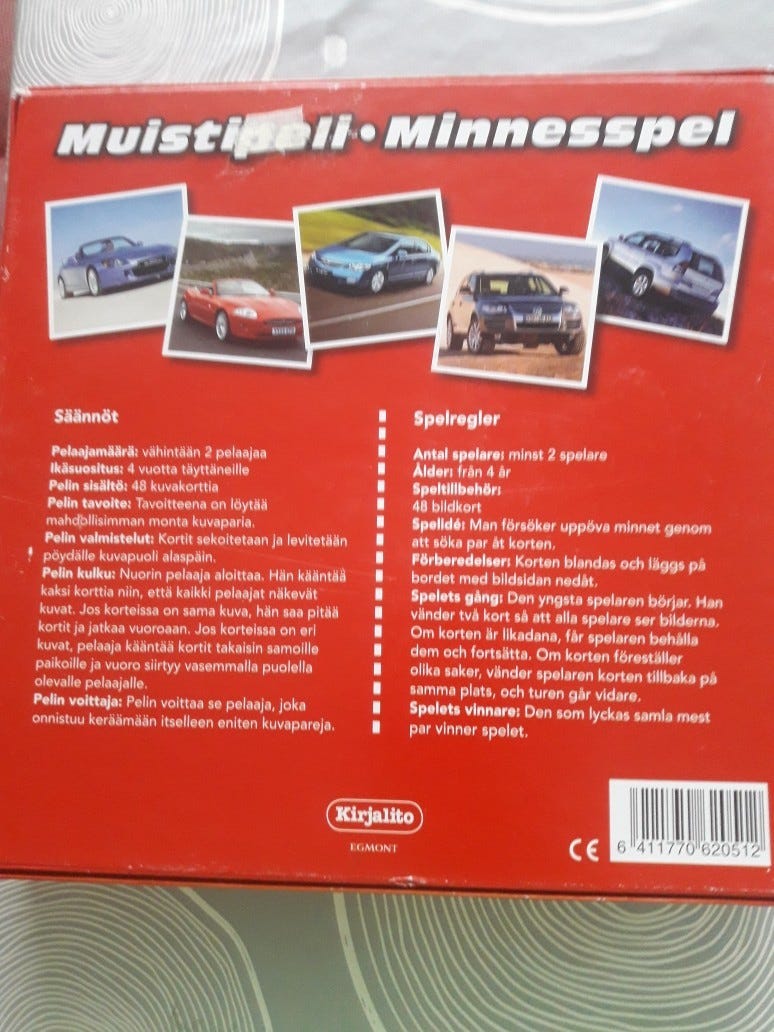 Muistipeli • Minnesspel
Säännöt
Pelaajamäärä: vähintään 2 pelaajaa
Ikäsuositus: 4 vuotta täyttäneille
Pelin sisältö: 48 kuvakorttia
Pelin tavoite: Tavoitteena on löytää
mahdollisimman monta kuvaparia.
Pelin valmistelut: Kortit sekoitetaan ja levitetään
pöydälle kuvapuoli alaspäin.
Pelin kulku: Nuorin pelaaja aloittaa. Hän kääntää
kaksi korttia niin, että kaikki pelaajat näkevät
kuvat. Jos korteissa on sama kuva, hän saa pitää
kortit ja jatkaa vuoroaan. Jos korteissa on eri
kuvat, pelaaja kääntää kortit takaisin samoille
paikoille ja vuoro siirtyy vasemmalla puolella
olevalle pelaajalle.
Pelin voittaja: Pelin voittaa se pelaaja, joka
onnistuu keräämään itselleen eniten kuvapareja.
Spelregler
Antal spelare: minst 2 spelare
Ålder: från 4 år
Speltillbehör:
48 bildkort
Spelidé: Man försöker uppöva minnet genom
att söka par åt korten.
Förberedelser: Korten blandas och läggs på
bordet med bildsidan nedåt.
Spelets gång: Den yngsta spelaren börjar. Han
vänder två kort så att alla spelare ser bilderna.
Om korten är likadana, får spelaren behålla
dem och fortsätta. Om korten föreställer
olika saker, vänder spelaren korten tillbaka på
samma plats, och turen går vidare.
Spelets vinnare: Den som lyckas samla mest
par vinner spelet.
Kirjalito
EGMONT
CE
6 411770 620512